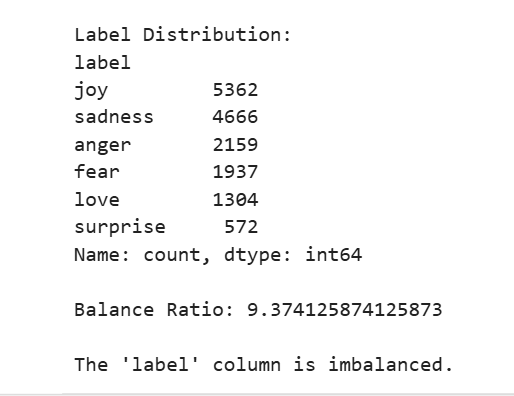 Label Distribution:
label
joy 5362
sadness 4666
anger 2159
fear 1937
love 1304
surprise 572
Name: count, dtype: int64
Balance Ratio: 9.374125874125873
The 'label' column is imbalanced.